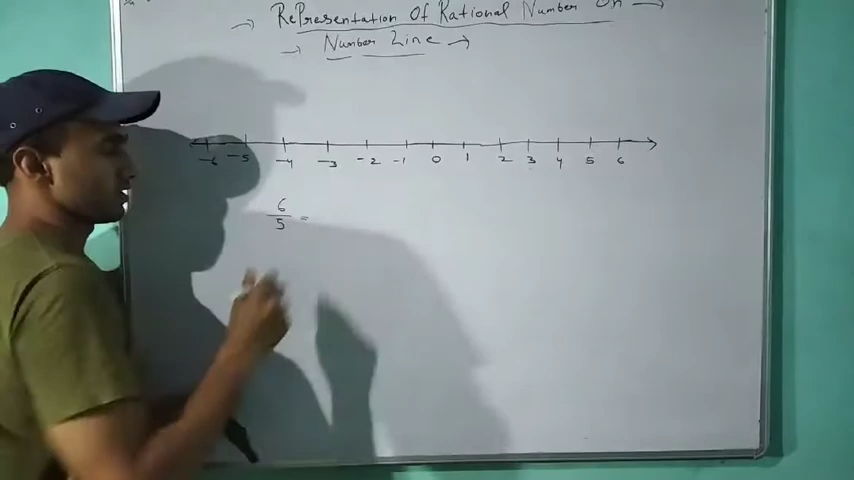 → Representation Of Rational Number On →
→ Number Line →
-6 -5 -4 -3 -2 -1 0 1 2 3 4 5 6
6/5 =